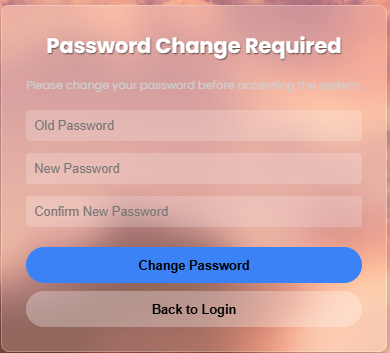 Password Change Required
Please change your password before accessing the system.
Old Password
New Password
Confirm New Password
Change Password
Back to Login